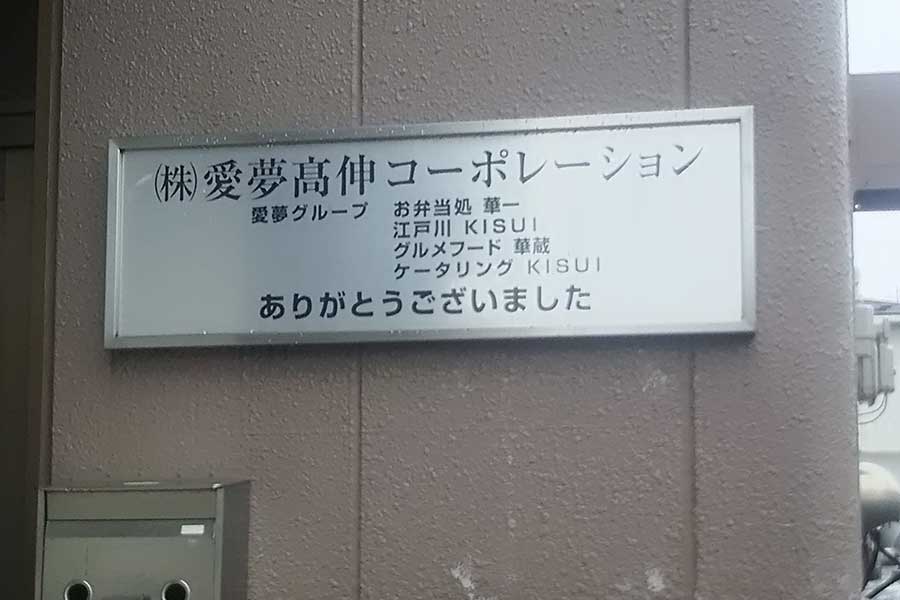 ㈱愛夢髙伸コーポレーション
愛夢グループ お弁当処 華一
江戸川 KISUI
グルメフード 華蔵
ケータリング KISUI
ありがとうございました